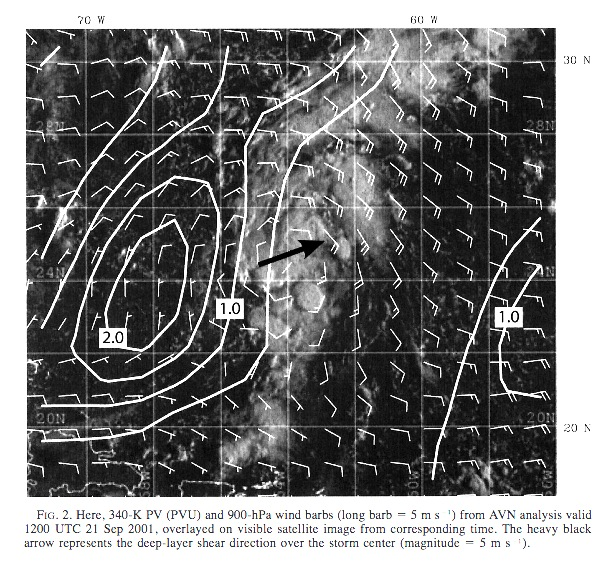 70 W 60 W
30 N
28N 28N
24N 24N
1.0 1.0
2.0
20N 20N 20 N
FIG. 2. Here, 340-K PV (PVU) and 900-hPa wind barbs (long barb = 5 m s⁻¹) from AVN analysis valid
1200 UTC 21 Sep 2001, overlayed on visible satellite image from corresponding time. The heavy black
arrow represents the deep-layer shear direction over the storm center (magnitude = 5 m s⁻¹).